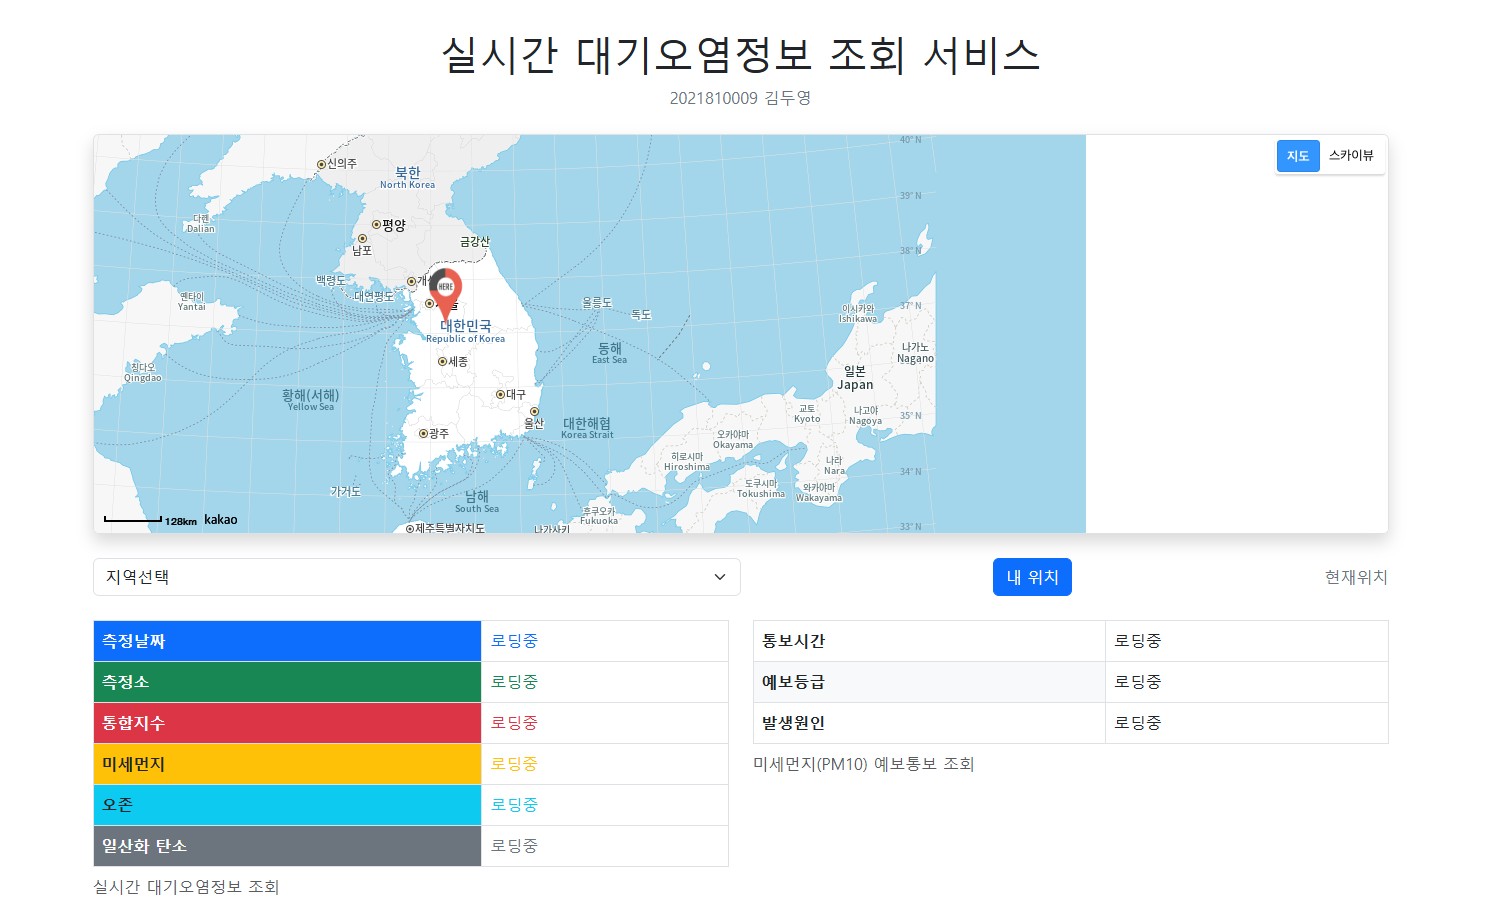 실시간 대기오염정보 조회 서비스
2021810009 김두영
40° N
지도 스카이뷰
신의주
북한
North Korea
39° N
다롄
Dalian
평양
남포
금강산
38° N
백령도
대연평도
HERE
옌타이
Yantai
울릉도
독도
37° N
이시카와
Ishikawa
대한민국
Republic of Korea
동해
East Sea
나가노
Nagano
세종
칭다오
Qingdao
일본
Japan
황해(서해)
Yellow Sea
대구
울산
교토
Kyoto
나고야
Nagoya
35° N
대한해협
Korea Strait
광주
오카야마
Okayama
히로시마
Hiroshima
나라
Nara
34° N
가거도
남해
South Sea
도쿠시마
Tokushima
와카야마
Wakayama
후쿠오카
Fukuoka
128km kakao
제주특별자치도
나가사키
33° N
지역선택
내 위치
현재위치
측정날짜 로딩중
측정소 로딩중
통합지수 로딩중
미세먼지 로딩중
오존 로딩중
일산화 탄소 로딩중
실시간 대기오염정보 조회
통보시간 로딩중
예보등급 로딩중
발생원인 로딩중
미세먼지(PM10) 예보통보 조회